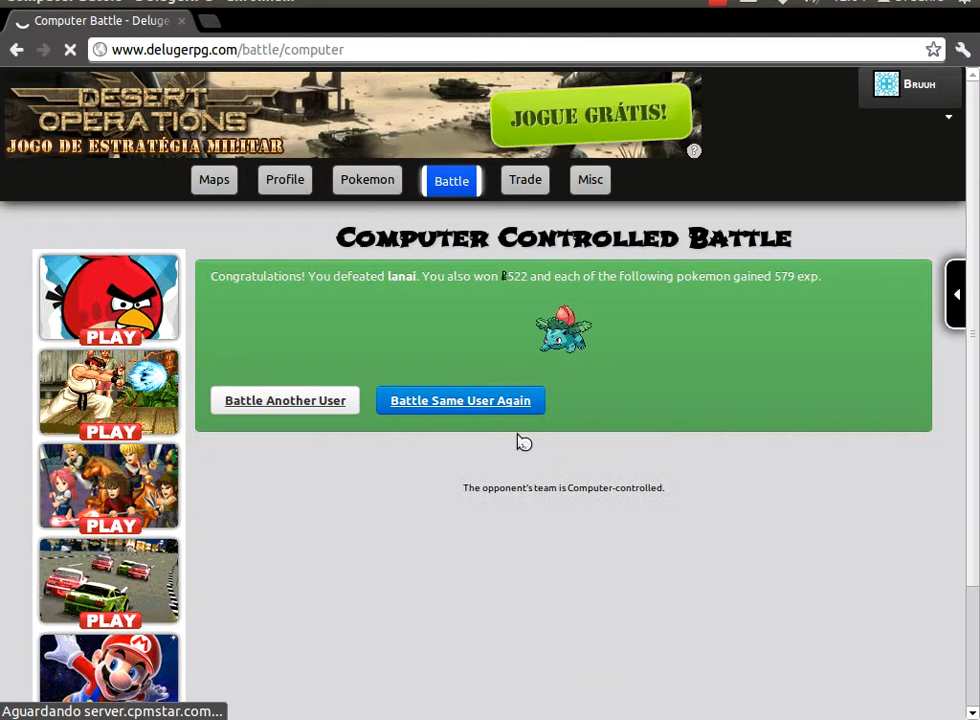 Computer Battle - Deluge
www.delugerpg.com/battle/computer
DESERT
OPERATIONS
JOGO DE ESTRATÉGIA MILITAR
JOGUE GRÁTIS!
?
BRUUH
Maps
Profile
Pokemon
Battle
Trade
Misc
COMPUTER CONTROLLED BATTLE
Congratulations! You defeated lanai. You also won 522 and each of the following pokemon gained 579 exp.
Battle Another User
Battle Same User Again
The opponent's team is Computer-controlled.
PLAY
PLAY
PLAY
PLAY
Aguardando server.cpmstar.com...